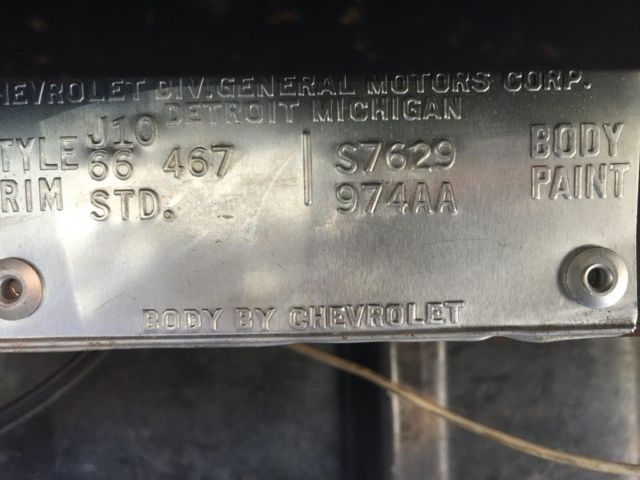 HEVROLET DIV. GENERAL MOTORS CORP.
DETROIT MICHIGAN
J10
TYLE 66 467 S7629 BODY
RIM STD. 974AA PAINT
BODY BY CHEVROLET